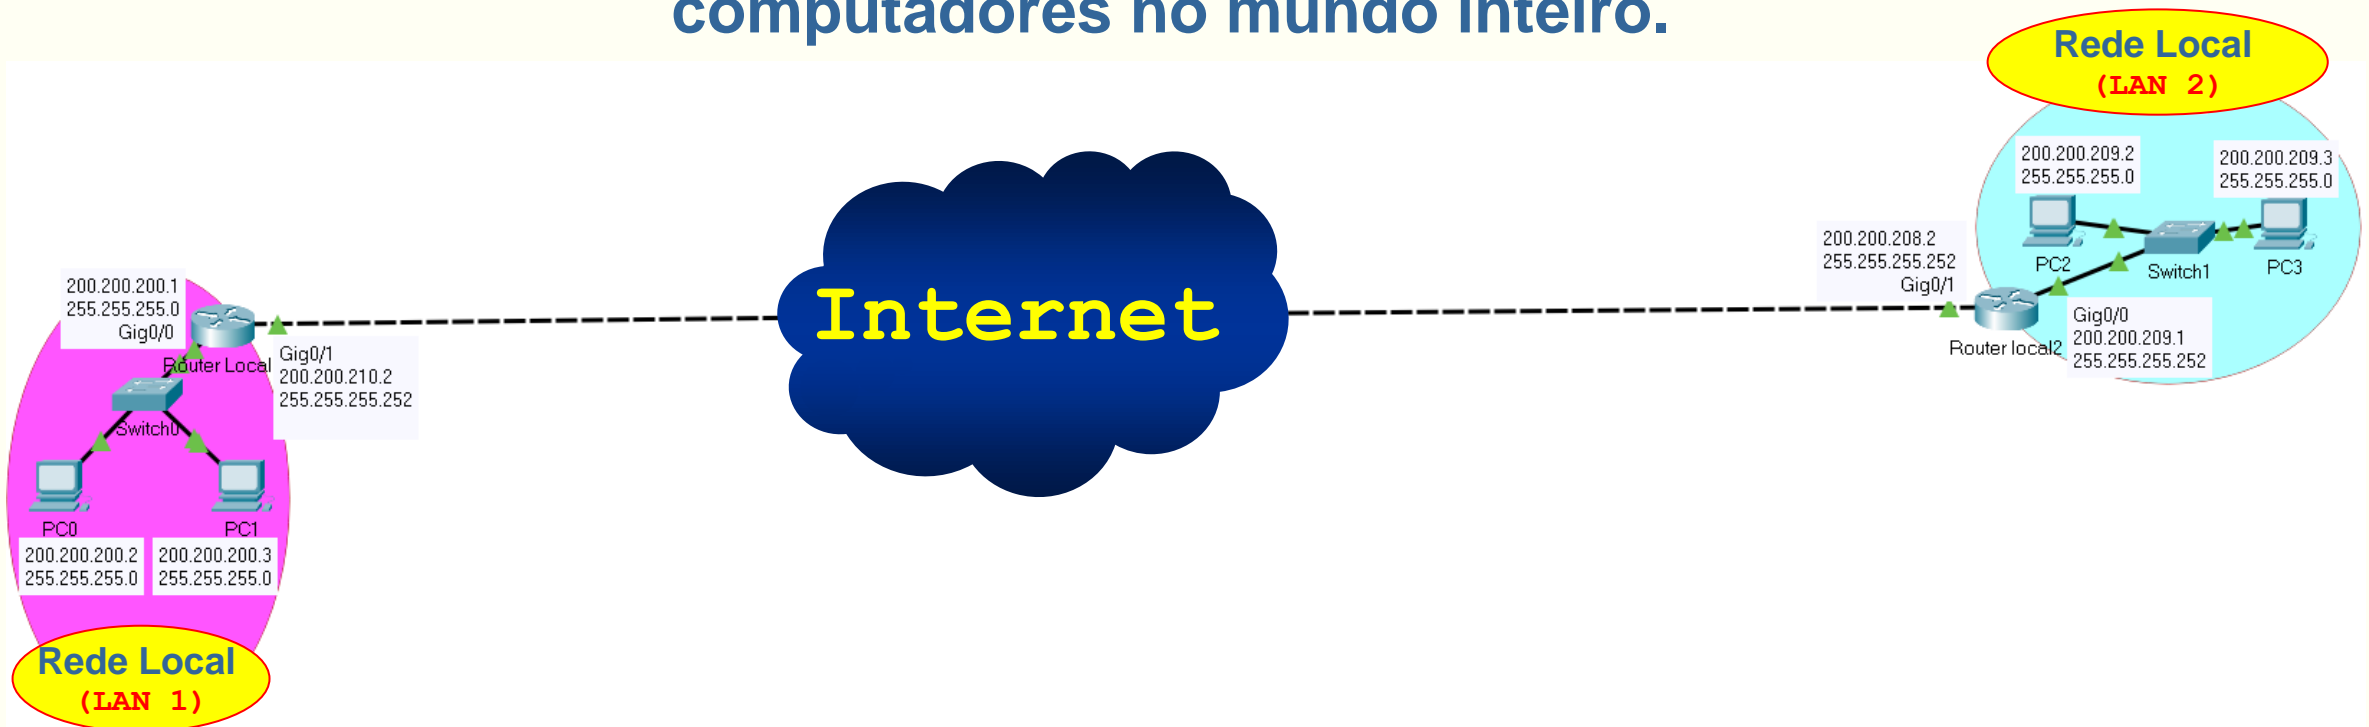 computadores no mundo inteiro.
Rede Local
(LAN 2)
200.200.209.2
255.255.255.0
200.200.209.3
255.255.255.0
PC2
Switch1
PC3
200.200.208.2
255.255.255.252
Gig0/1
Router local2
Gig0/0
200.200.209.1
255.255.255.252
Internet
200.200.200.1
255.255.255.0
Gig0/0
Router Local
Gig0/1
200.200.210.2
255.255.255.252
Switch0
PC0
PC1
200.200.200.2
255.255.255.0
200.200.200.3
255.255.255.0
Rede Local
(LAN 1)